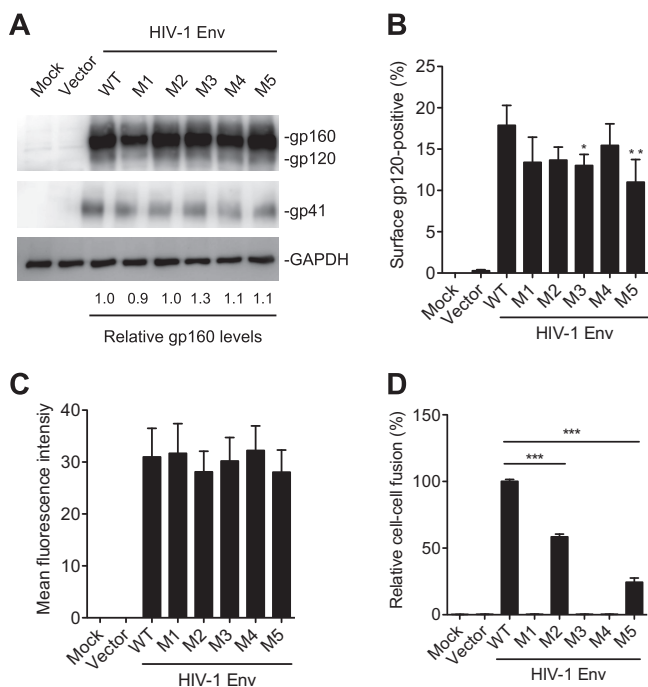 A
HIV-1 Env
Mock Vector WT M1 M2 M3 M4 M5
-gp160
-gp120
-gp41
-GAPDH
1.0 0.9 1.0 1.3 1.1 1.1
Relative gp160 levels
B
Surface gp120-positive (%)
25
20
15
10
5
0
* **
Mock Vector WT M1 M2 M3 M4 M5
HIV-1 Env
C
Mean fluorescence intensiy
40
30
20
10
0
Mock Vector WT M1 M2 M3 M4 M5
HIV-1 Env
D
Relative cell-cell fusion (%)
150
100
50
0
***
***
Mock Vector WT M1 M2 M3 M4 M5
HIV-1 Env